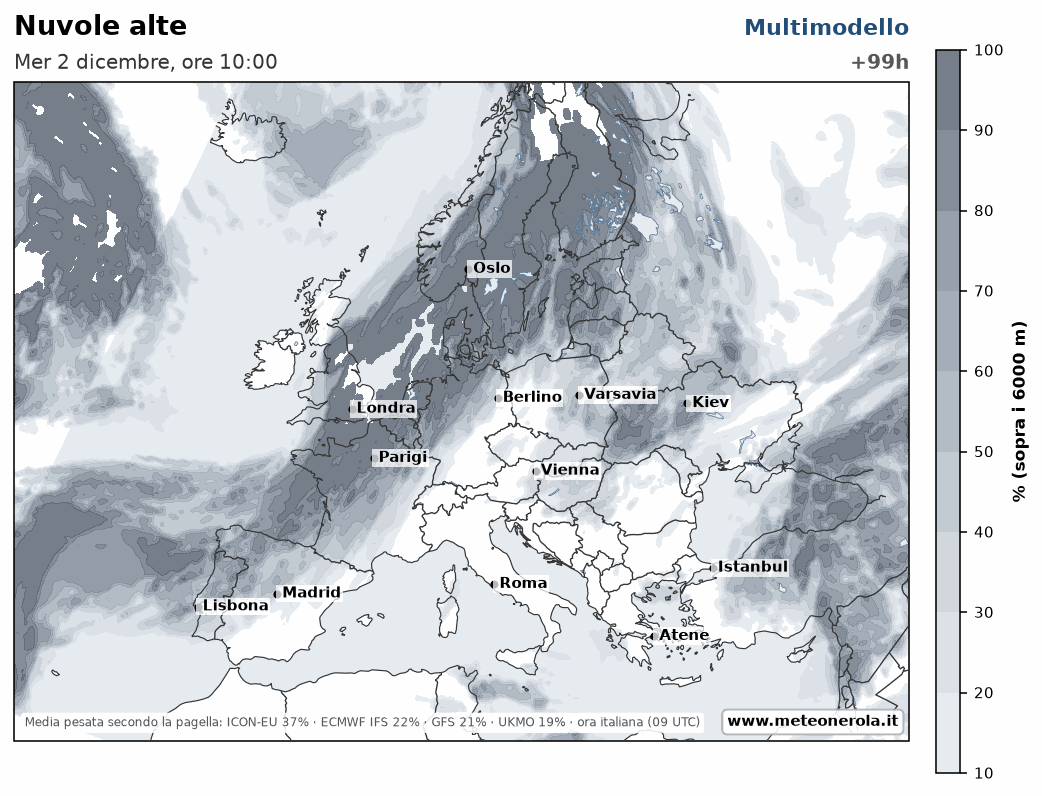 Nuvole alte
Multimodello
Mer 2 dicembre, ore 10:00
+99h
Oslo
Londra
Berlino
Varsavia
Kiev
Parigi
Vienna
Lisbona
Madrid
Roma
Istanbul
Atene
Media pesata secondo la pagella: ICON-EU 37% · ECMWF IFS 22% · GFS 21% · UKMO 19% · ora italiana (09 UTC)
www.meteonerola.it
100
90
80
70
60
50
40
30
20
10
% (sopra i 6000 m)